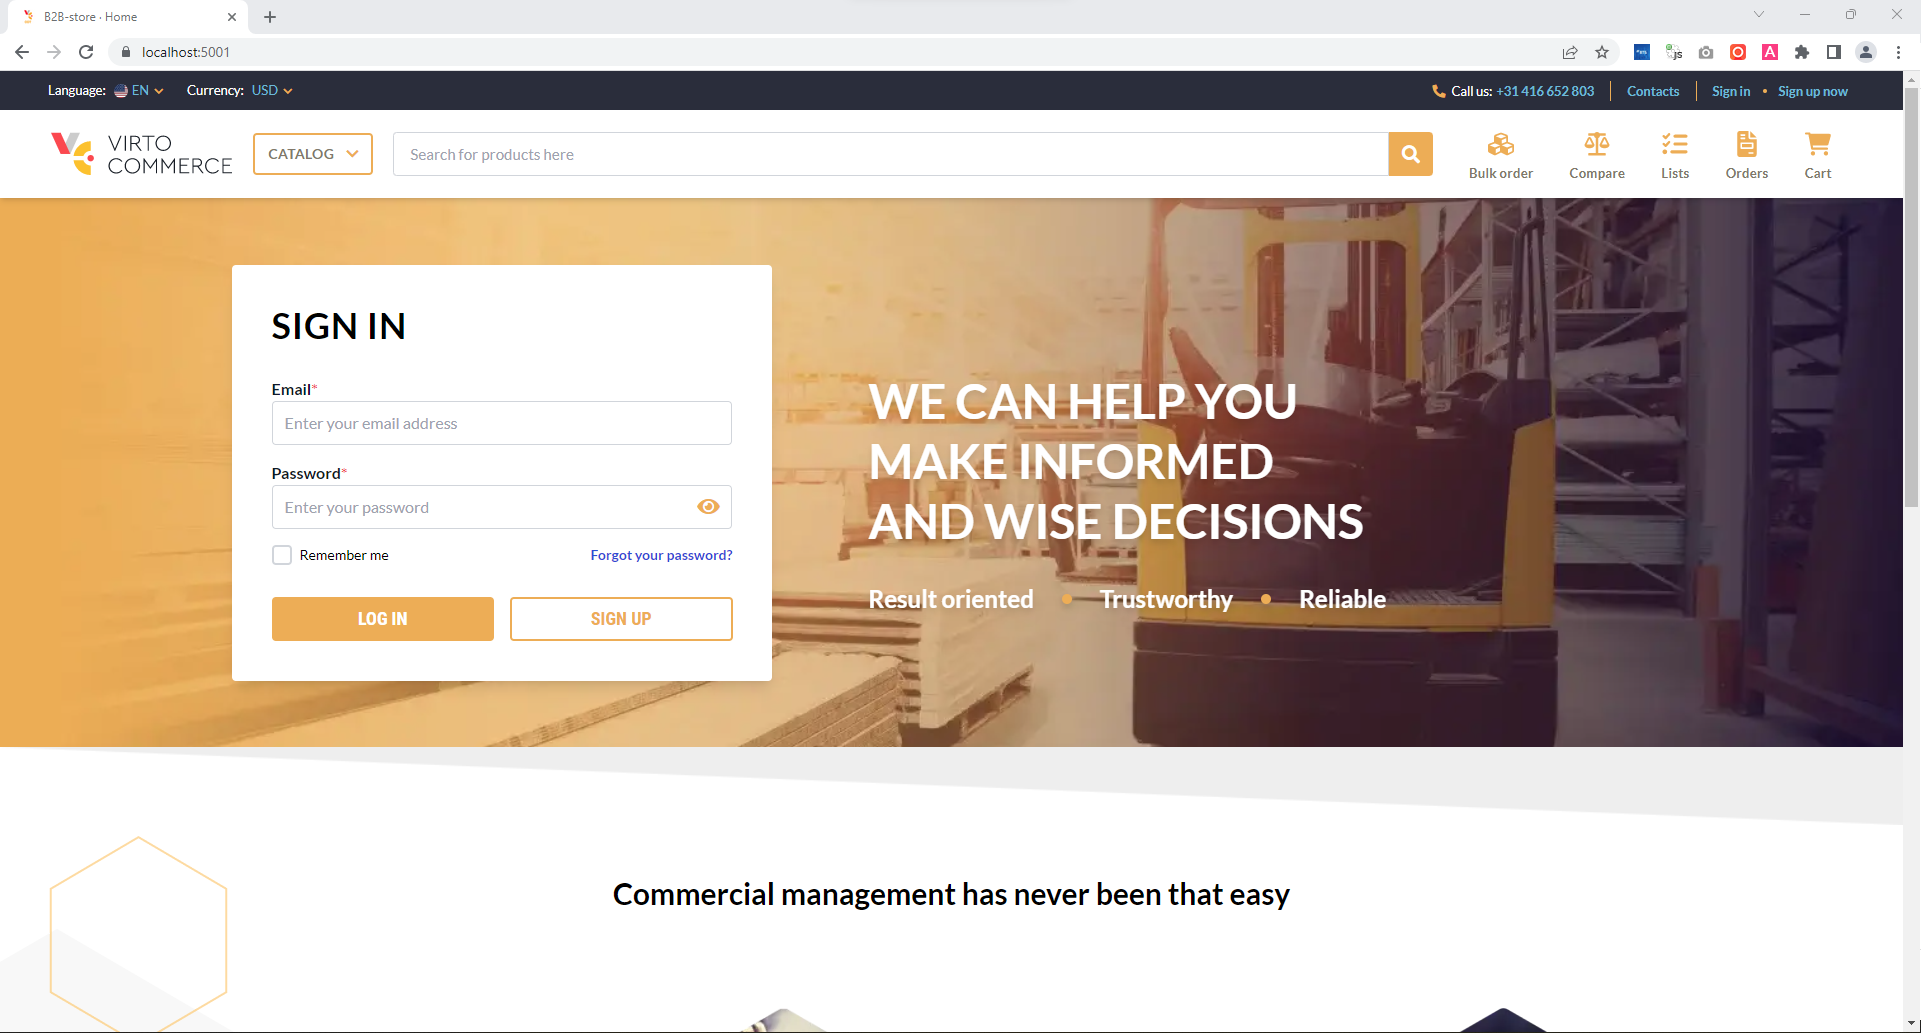 B2B-store · Home
localhost:5001
Language: EN Currency: USD
Call us: +31 416 652 803 Contacts Sign in • Sign up now
VIRTO
COMMERCE
CATALOG
Search for products here
Bulk order Compare Lists Orders Cart
SIGN IN
Email*
Enter your email address
Password*
Enter your password
Remember me Forgot your password?
LOG IN SIGN UP
WE CAN HELP YOU
MAKE INFORMED
AND WISE DECISIONS
Result oriented • Trustworthy • Reliable
Commercial management has never been that easy